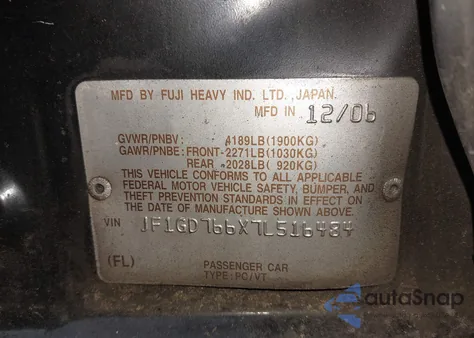 MFD BY FUJI HEAVY IND. LTD. JAPAN.
MFD IN 12/06
GVWR/PNBV: 4189LB(1900KG)
GAWR/PNBE: FRONT-2271LB(1030KG)
REAR -2028LB( 920KG)
THIS VEHICLE CONFORMS TO ALL APPLICABLE
FEDERAL MOTOR VEHICLE SAFETY, BUMPER, AND
THEFT PREVENTION STANDARDS IN EFFECT ON
THE DATE OF MANUFACTURE SHOWN ABOVE.
VIN JF1GD766X7L516434
(FL)
PASSENGER CAR
TYPE:PC/VT
autoSnap